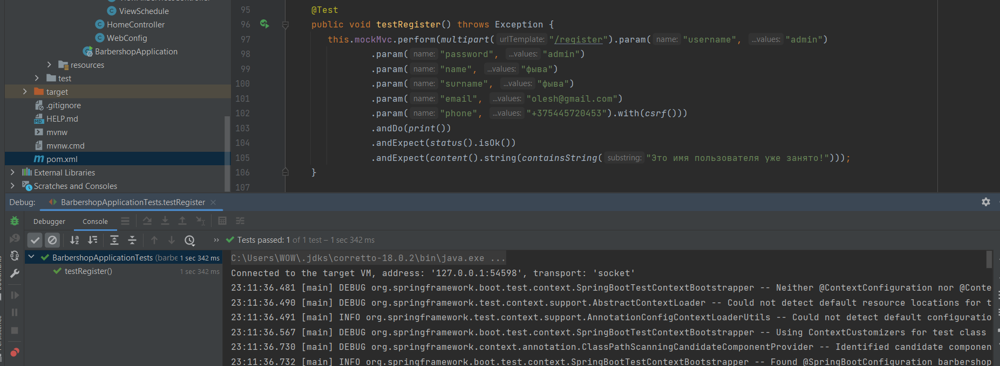 ViewSchedule
HomeController
WebConfig
BarbershopApplication
resources
test
target
.gitignore
HELP.md
mvnw
mvnw.cmd
pom.xml
External Libraries
Scratches and Consoles
95 @Test
96 public void testRegister() throws Exception {
97 this.mockMvc.perform(multipart( urlTemplate: "/register").param( name: "username", ...values: "admin")
98 .param( name: "password", ...values: "admin")
99 .param( name: "name", ...values: "фыва")
100 .param( name: "surname", ...values: "фыва")
101 .param( name: "email", ...values: "olesh@gmail.com")
102 .param( name: "phone", ...values: "+375445720453").with(csrf()))
103 .andDo(print())
104 .andExpect(status().isOk())
105 .andExpect(content().string(containsString( substring: "Это имя пользователя уже занято!")));
106 }
107
Debug: BarbershopApplicationTests.testRegister
Debugger Console
Tests passed: 1 of 1 test – 1 sec 342 ms
BarbershopApplicationTests (barbe 1 sec 342 ms
testRegister() 1 sec 342 ms
C:\Users\WOW\.jdks\corretto-18.0.2\bin\java.exe ...
Connected to the target VM, address: '127.0.0.1:54598', transport: 'socket'
23:11:36.481 [main] DEBUG org.springframework.boot.test.context.SpringBootTestContextBootstrapper -- Neither @ContextConfiguration nor @Conte
23:11:36.490 [main] DEBUG org.springframework.test.context.support.AbstractContextLoader -- Could not detect default resource locations for t
23:11:36.491 [main] INFO org.springframework.test.context.support.AnnotationConfigContextLoaderUtils -- Could not detect default configuratio
23:11:36.567 [main] DEBUG org.springframework.boot.test.context.SpringBootTestContextBootstrapper -- Using ContextCustomizers for test class
23:11:36.730 [main] DEBUG org.springframework.context.annotation.ClassPathScanningCandidateComponentProvider -- Identified candidate componen
23:11:36.732 [main] INFO org.springframework.boot.test.context.SpringBootTestContextBootstrapper -- Found @SpringBootConfiguration barbershop